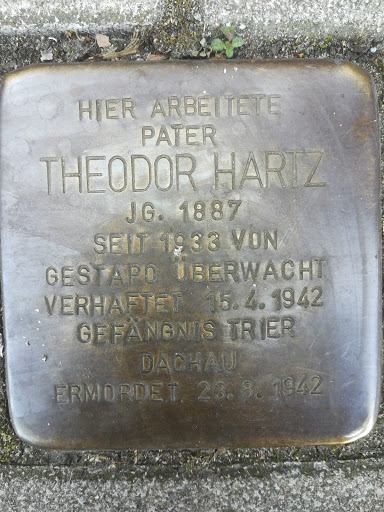 HIER ARBEITETE
PATER
THEODOR HARTZ
JG. 1887
SEIT 1933 VON
GESTAPO ÜBERWACHT
VERHAFTET 15.4.1942
GEFÄNGNIS TRIER
DACHAU
ERMORDET 23.8.1942